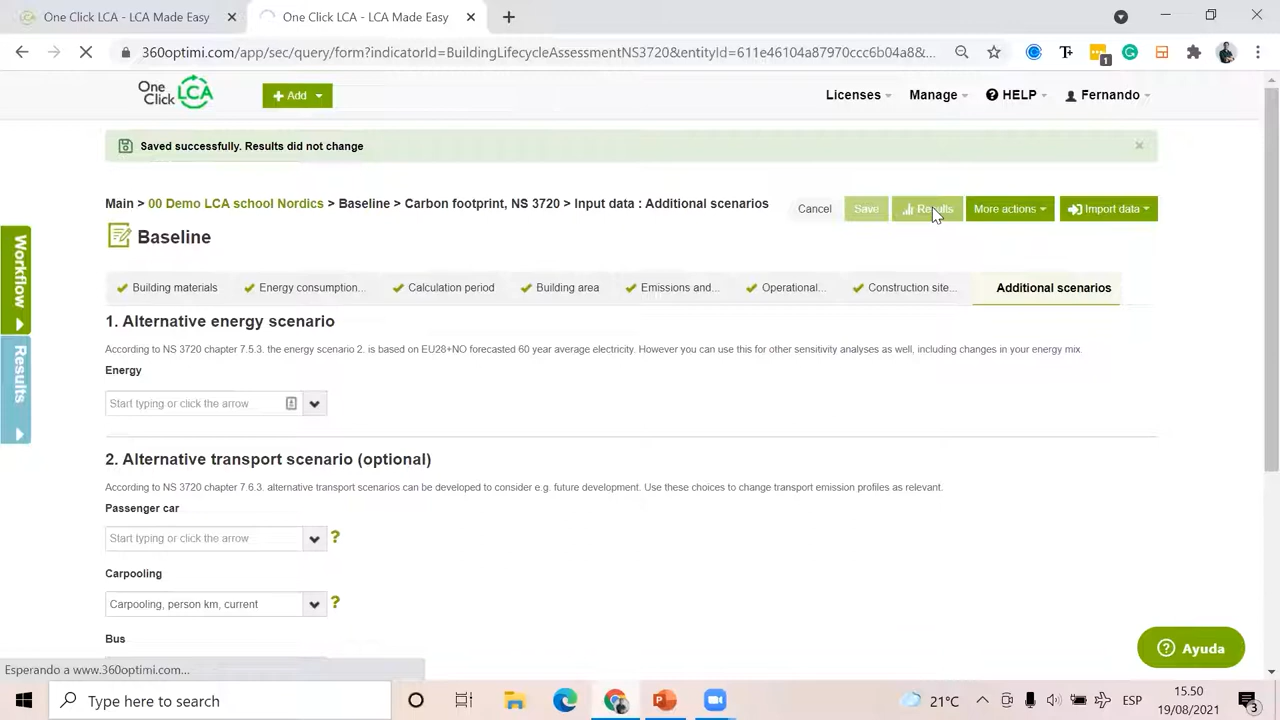 One Click LCA - LCA Made Easy
One Click LCA - LCA Made Easy
360optimi.com/app/sec/query/form?indicatorId=BuildingLifecycleAssessmentNS3720&entityId=611e46104a87970ccc6b04a8&...
1
One Click LCA
Add
Licenses
Manage
HELP
Fernando
Saved successfully. Results did not change
Main > 00 Demo LCA school Nordics > Baseline > Carbon footprint, NS 3720 > Input data : Additional scenarios
Cancel
Save
Results
More actions
Import data
Baseline
Workflow
Results
Building materials
Energy consumption...
Calculation period
Building area
Emissions and...
Operational...
Construction site...
Additional scenarios
1. Alternative energy scenario
According to NS 3720 chapter 7.5.3. the energy scenario 2. is based on EU28+NO forecasted 60 year average electricity. However you can use this for other sensitivity analyses as well, including changes in your energy mix.
Energy
Start typing or click the arrow
2. Alternative transport scenario (optional)
According to NS 3720 chapter 7.6.3. alternative transport scenarios can be developed to consider e.g. future development. Use these choices to change transport emission profiles as relevant.
Passenger car
Start typing or click the arrow
?
Carpooling
Carpooling, person km, current
?
Bus
Ayuda
Esperando a www.360optimi.com...
Type here to search
21°C
ESP
15.50
19/08/2021
3